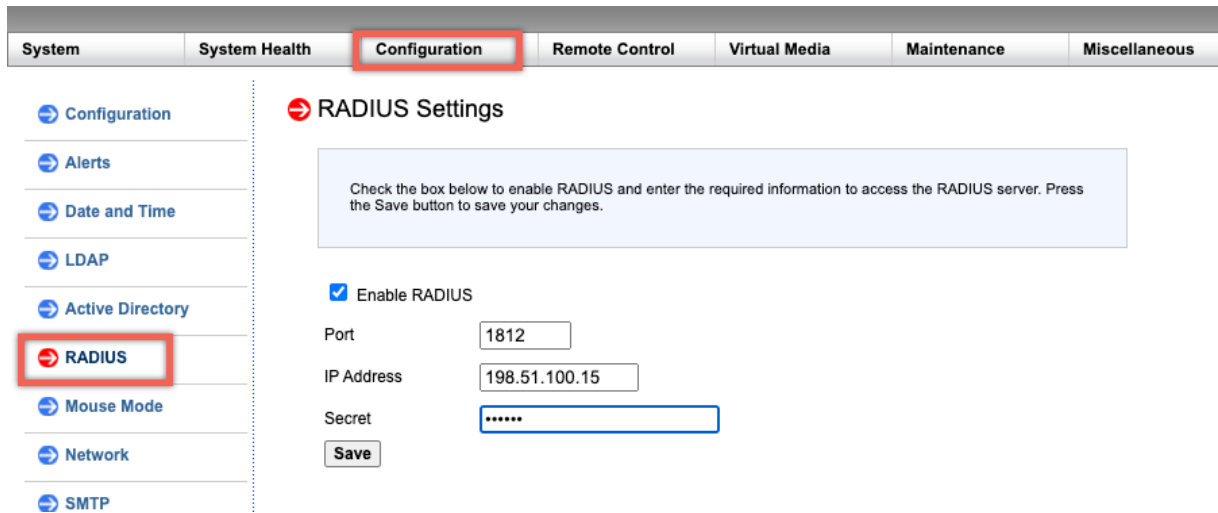 System System Health Configuration Remote Control Virtual Media Maintenance Miscellaneous
Configuration
Alerts
Date and Time
LDAP
Active Directory
RADIUS
Mouse Mode
Network
SMTP
RADIUS Settings
Check the box below to enable RADIUS and enter the required information to access the RADIUS server. Press
the Save button to save your changes.
Enable RADIUS
Port 1812
IP Address 198.51.100.15
Secret ••••••
Save